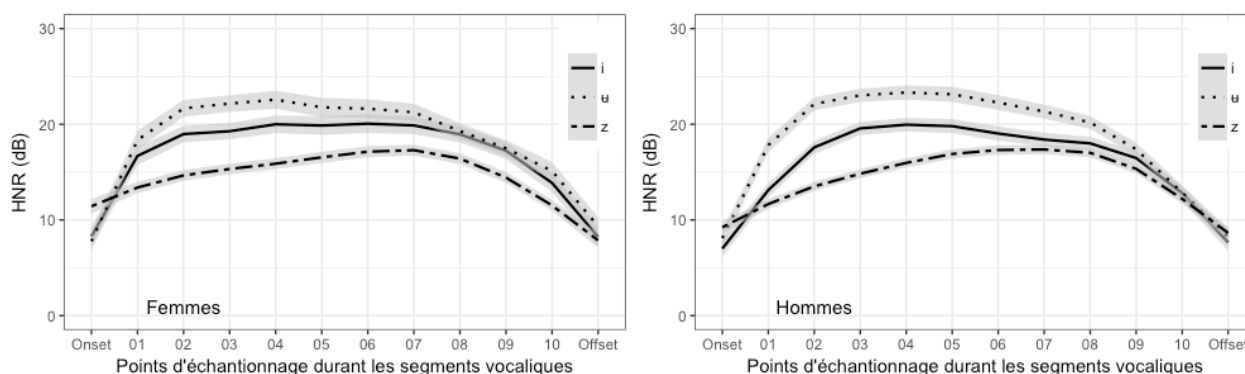 30
20
10
0
HNR (dB)
i
ʉ
z
Femmes
Onset 01 02 03 04 05 06 07 08 09 10 Offset
Points d'échantionnage durant les segments vocaliques
30
20
10
0
HNR (dB)
i
ʉ
z
Hommes
Onset 01 02 03 04 05 06 07 08 09 10 Offset
Points d'échantionnage durant les segments vocaliques